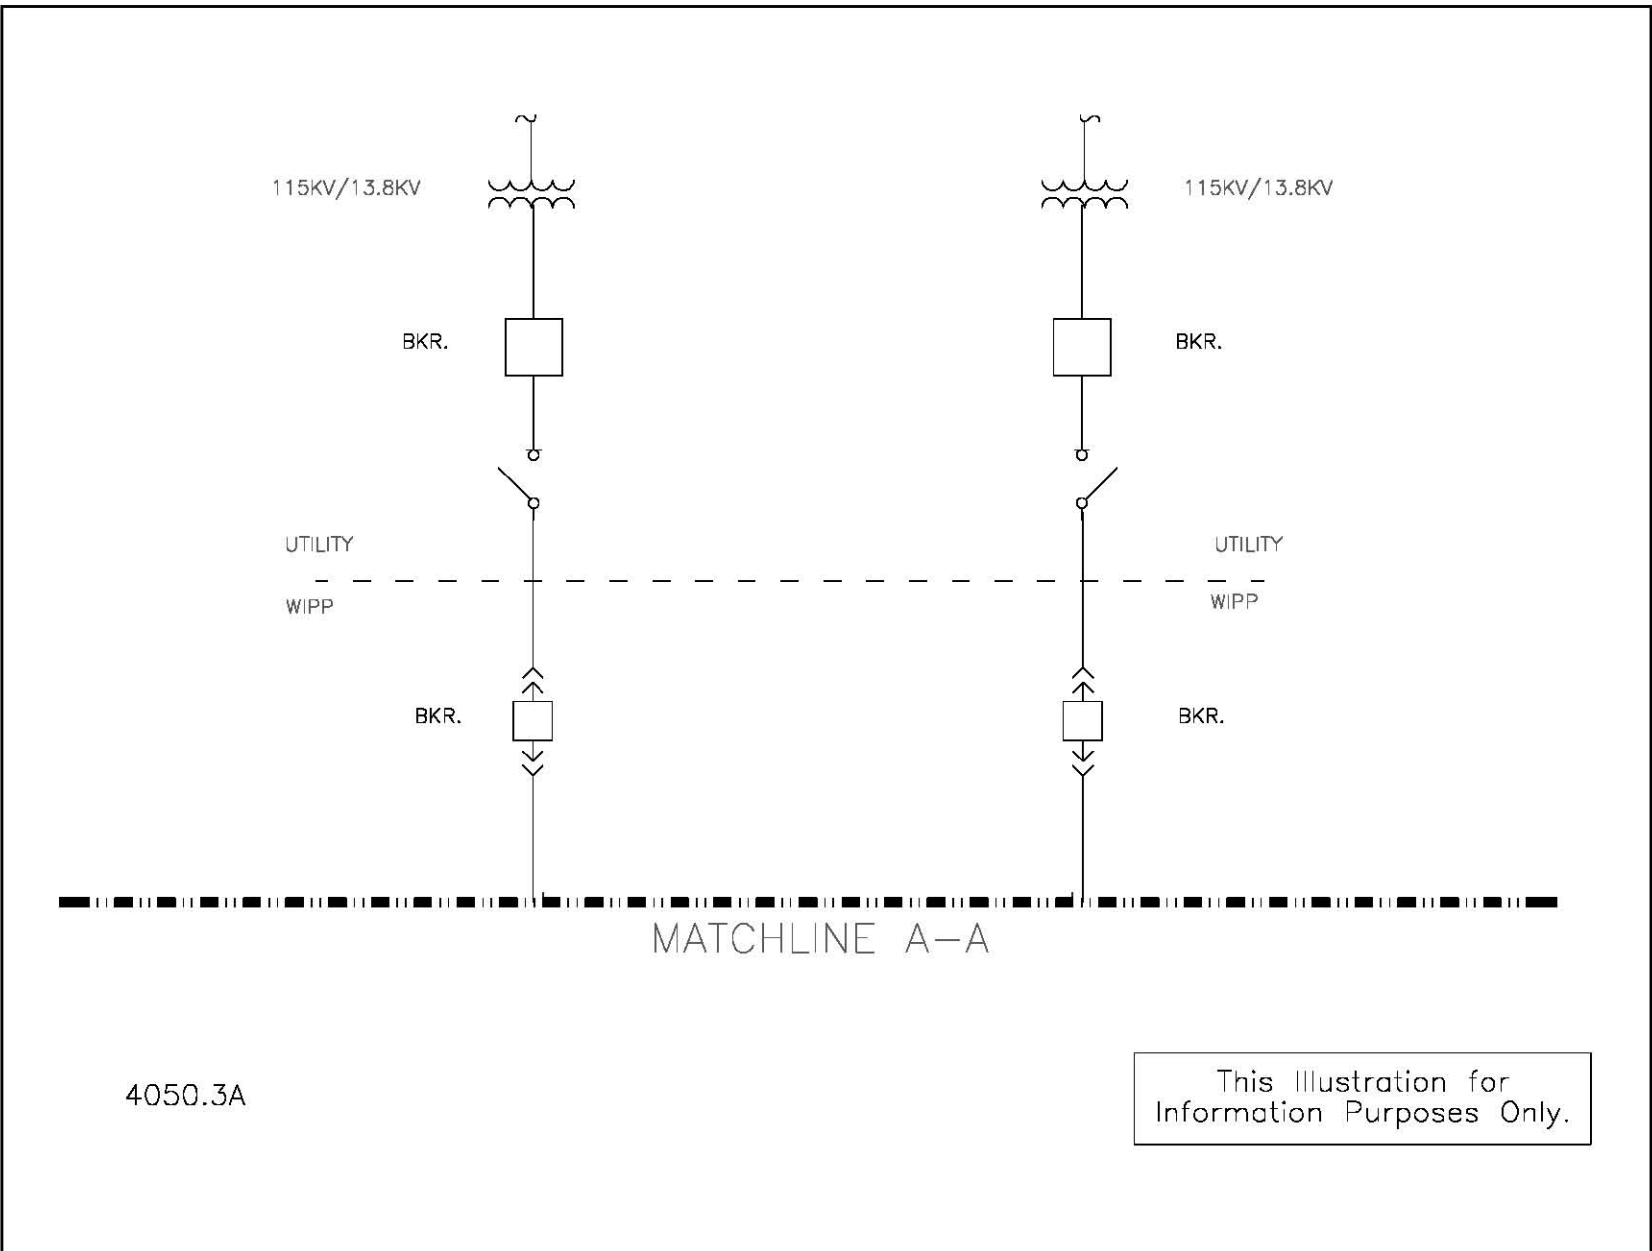 115KV/13.8KV
115KV/13.8KV
BKR.
BKR.
UTILITY
UTILITY
WIPP
WIPP
BKR.
BKR.
MATCHLINE A-A
4050.3A
This Illustration for
Information Purposes Only.